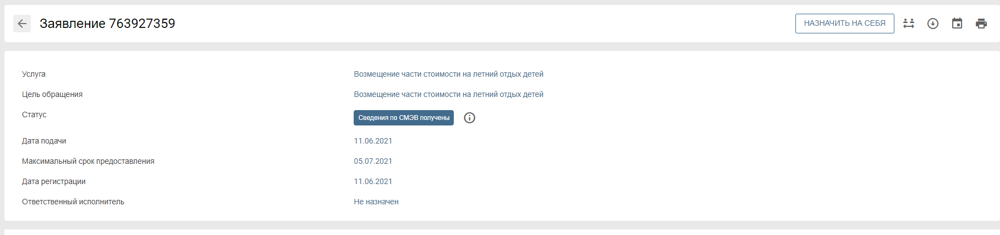 Заявление 763927359
НАЗНАЧИТЬ НА СЕБЯ
Услуга
Возмещение части стоимости на летний отдых детей
Цель обращения
Возмещение части стоимости на летний отдых детей
Статус
Сведения по СМЭВ получены
Дата подачи
11.06.2021
Максимальный срок предоставления
05.07.2021
Дата регистрации
11.06.2021
Ответственный исполнитель
Не назначен